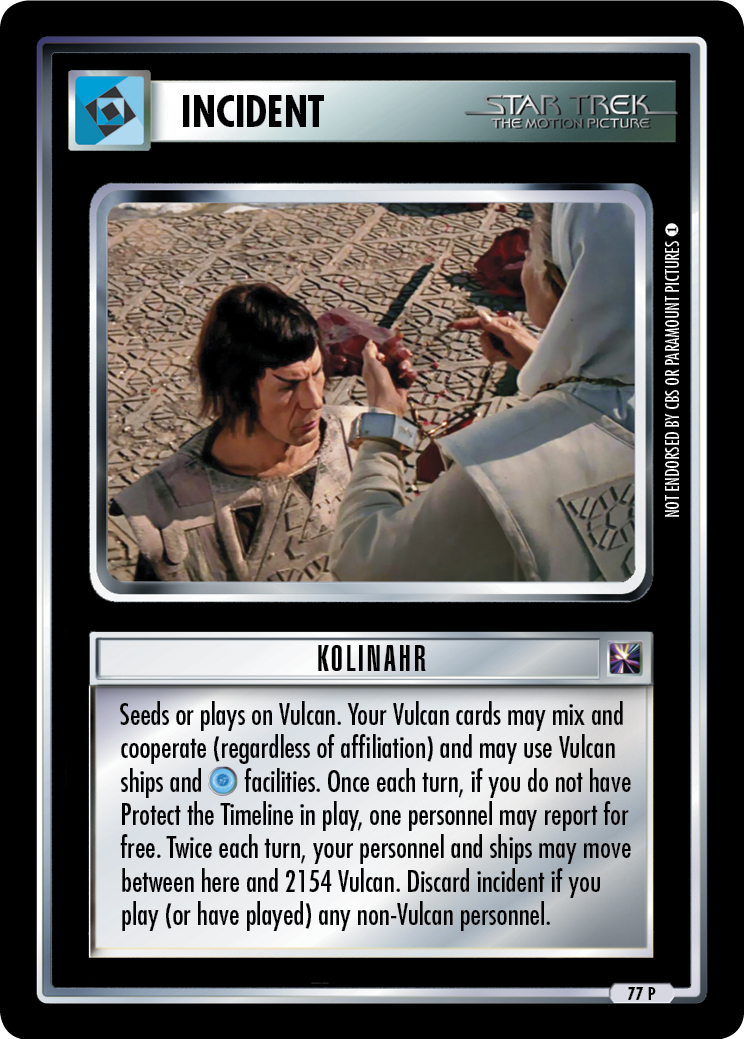 INCIDENT
STAR TREK
THE MOTION PICTURE
NOT ENDORSED BY CBS OR PARAMOUNT PICTURES 1
KOLINAHR
Seeds or plays on Vulcan. Your Vulcan cards may mix and
cooperate (regardless of affiliation) and may use Vulcan
ships and facilities. Once each turn, if you do not have
Protect the Timeline in play, one personnel may report for
free. Twice each turn, your personnel and ships may move
between here and 2154 Vulcan. Discard incident if you
play (or have played) any non-Vulcan personnel.
77 P